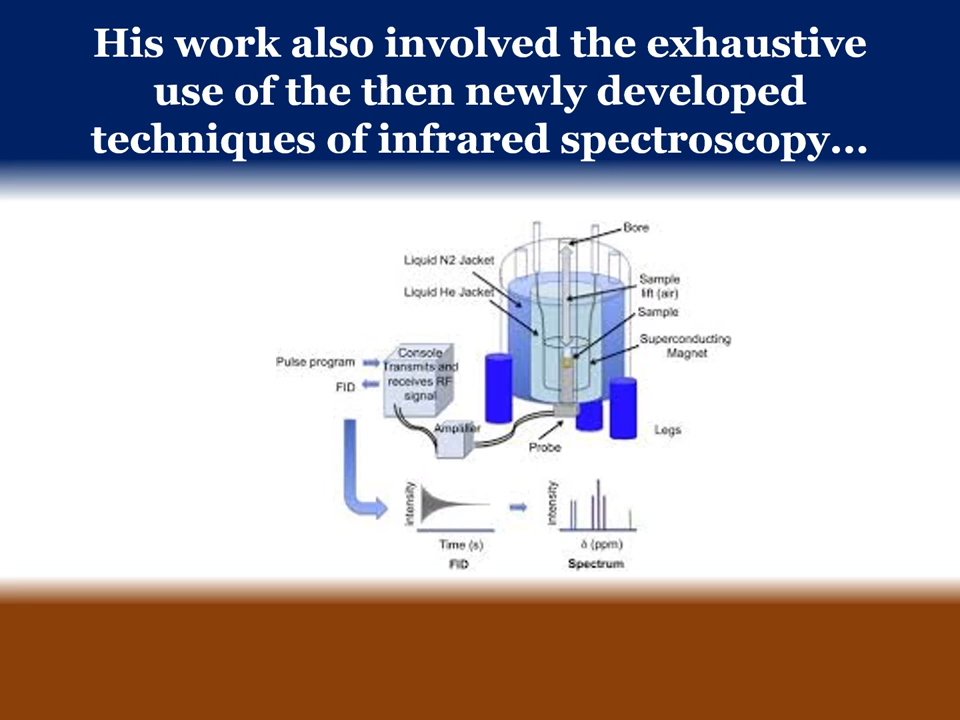 His work also involved the exhaustive
use of the then newly developed
techniques of infrared spectroscopy...
Bore
Liquid N2 Jacket
Liquid He Jacket
Sample
lift (air)
Sample
Superconducting
Magnet
Pulse program
FID
Console
Transmits and
receives RF
signal
Amplifier
Probe
Legs
intensity
Time (s)
FID
intensity
δ (ppm)
Spectrum